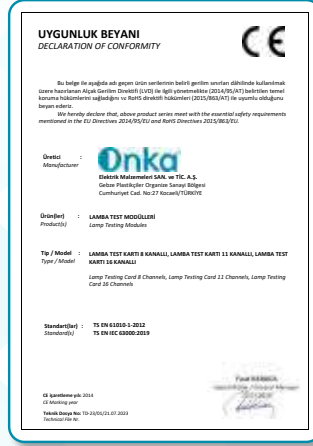 UYGUNLUK BEYANI
DECLARATION OF CONFORMITY
CE
Bu belge ile aşağıda adı geçen ürün serilerinin belirli gerilim sınırları dâhilinde kullanılmak
üzere hazırlanan Alçak Gerilim Direktifi (LVD) ile ilgili yönetmelikte (2014/95/AT) belirtilen temel
koruma hükümlerini sağladığını ve RoHS direktifi hükümleri (2015/863/AT) ile uyumlu olduğunu
beyan ederiz.
We hereby declare that, above product series meet with the essential safety requirements
mentioned in the EU Directives 2014/95/EU and RoHS Directives 2015/863/EU.
Üretici :
Manufacturer
Onka
Elektrik Malzemeleri SAN. ve TİC. A.Ş.
Gebze Plastikçiler Organize Sanayi Bölgesi
Cumhuriyet Cad. No:27 Kocaeli/TÜRKİYE
Ürün(ler) : LAMBA TEST MODÜLLERİ
Product(s) Lamp Testing Modules
Tip / Model : LAMBA TEST KARTI 8 KANALLI, LAMBA TEST KARTI 11 KANALLI, LAMBA TEST
Type / Model KARTI 16 KANALLI
Lamp Testing Card 8 Channels, Lamp Testing Card 11 Channels, Lamp Testing
Card 16 Channels
Standart(lar) : TS EN 61010-1-2012
Standard(s) TS EN IEC 63000:2019
CE işaretleme yılı: 2014
CE Marking year
Teknik Dosya No: TD-23/01/21.07.2023
Technical File Nr.